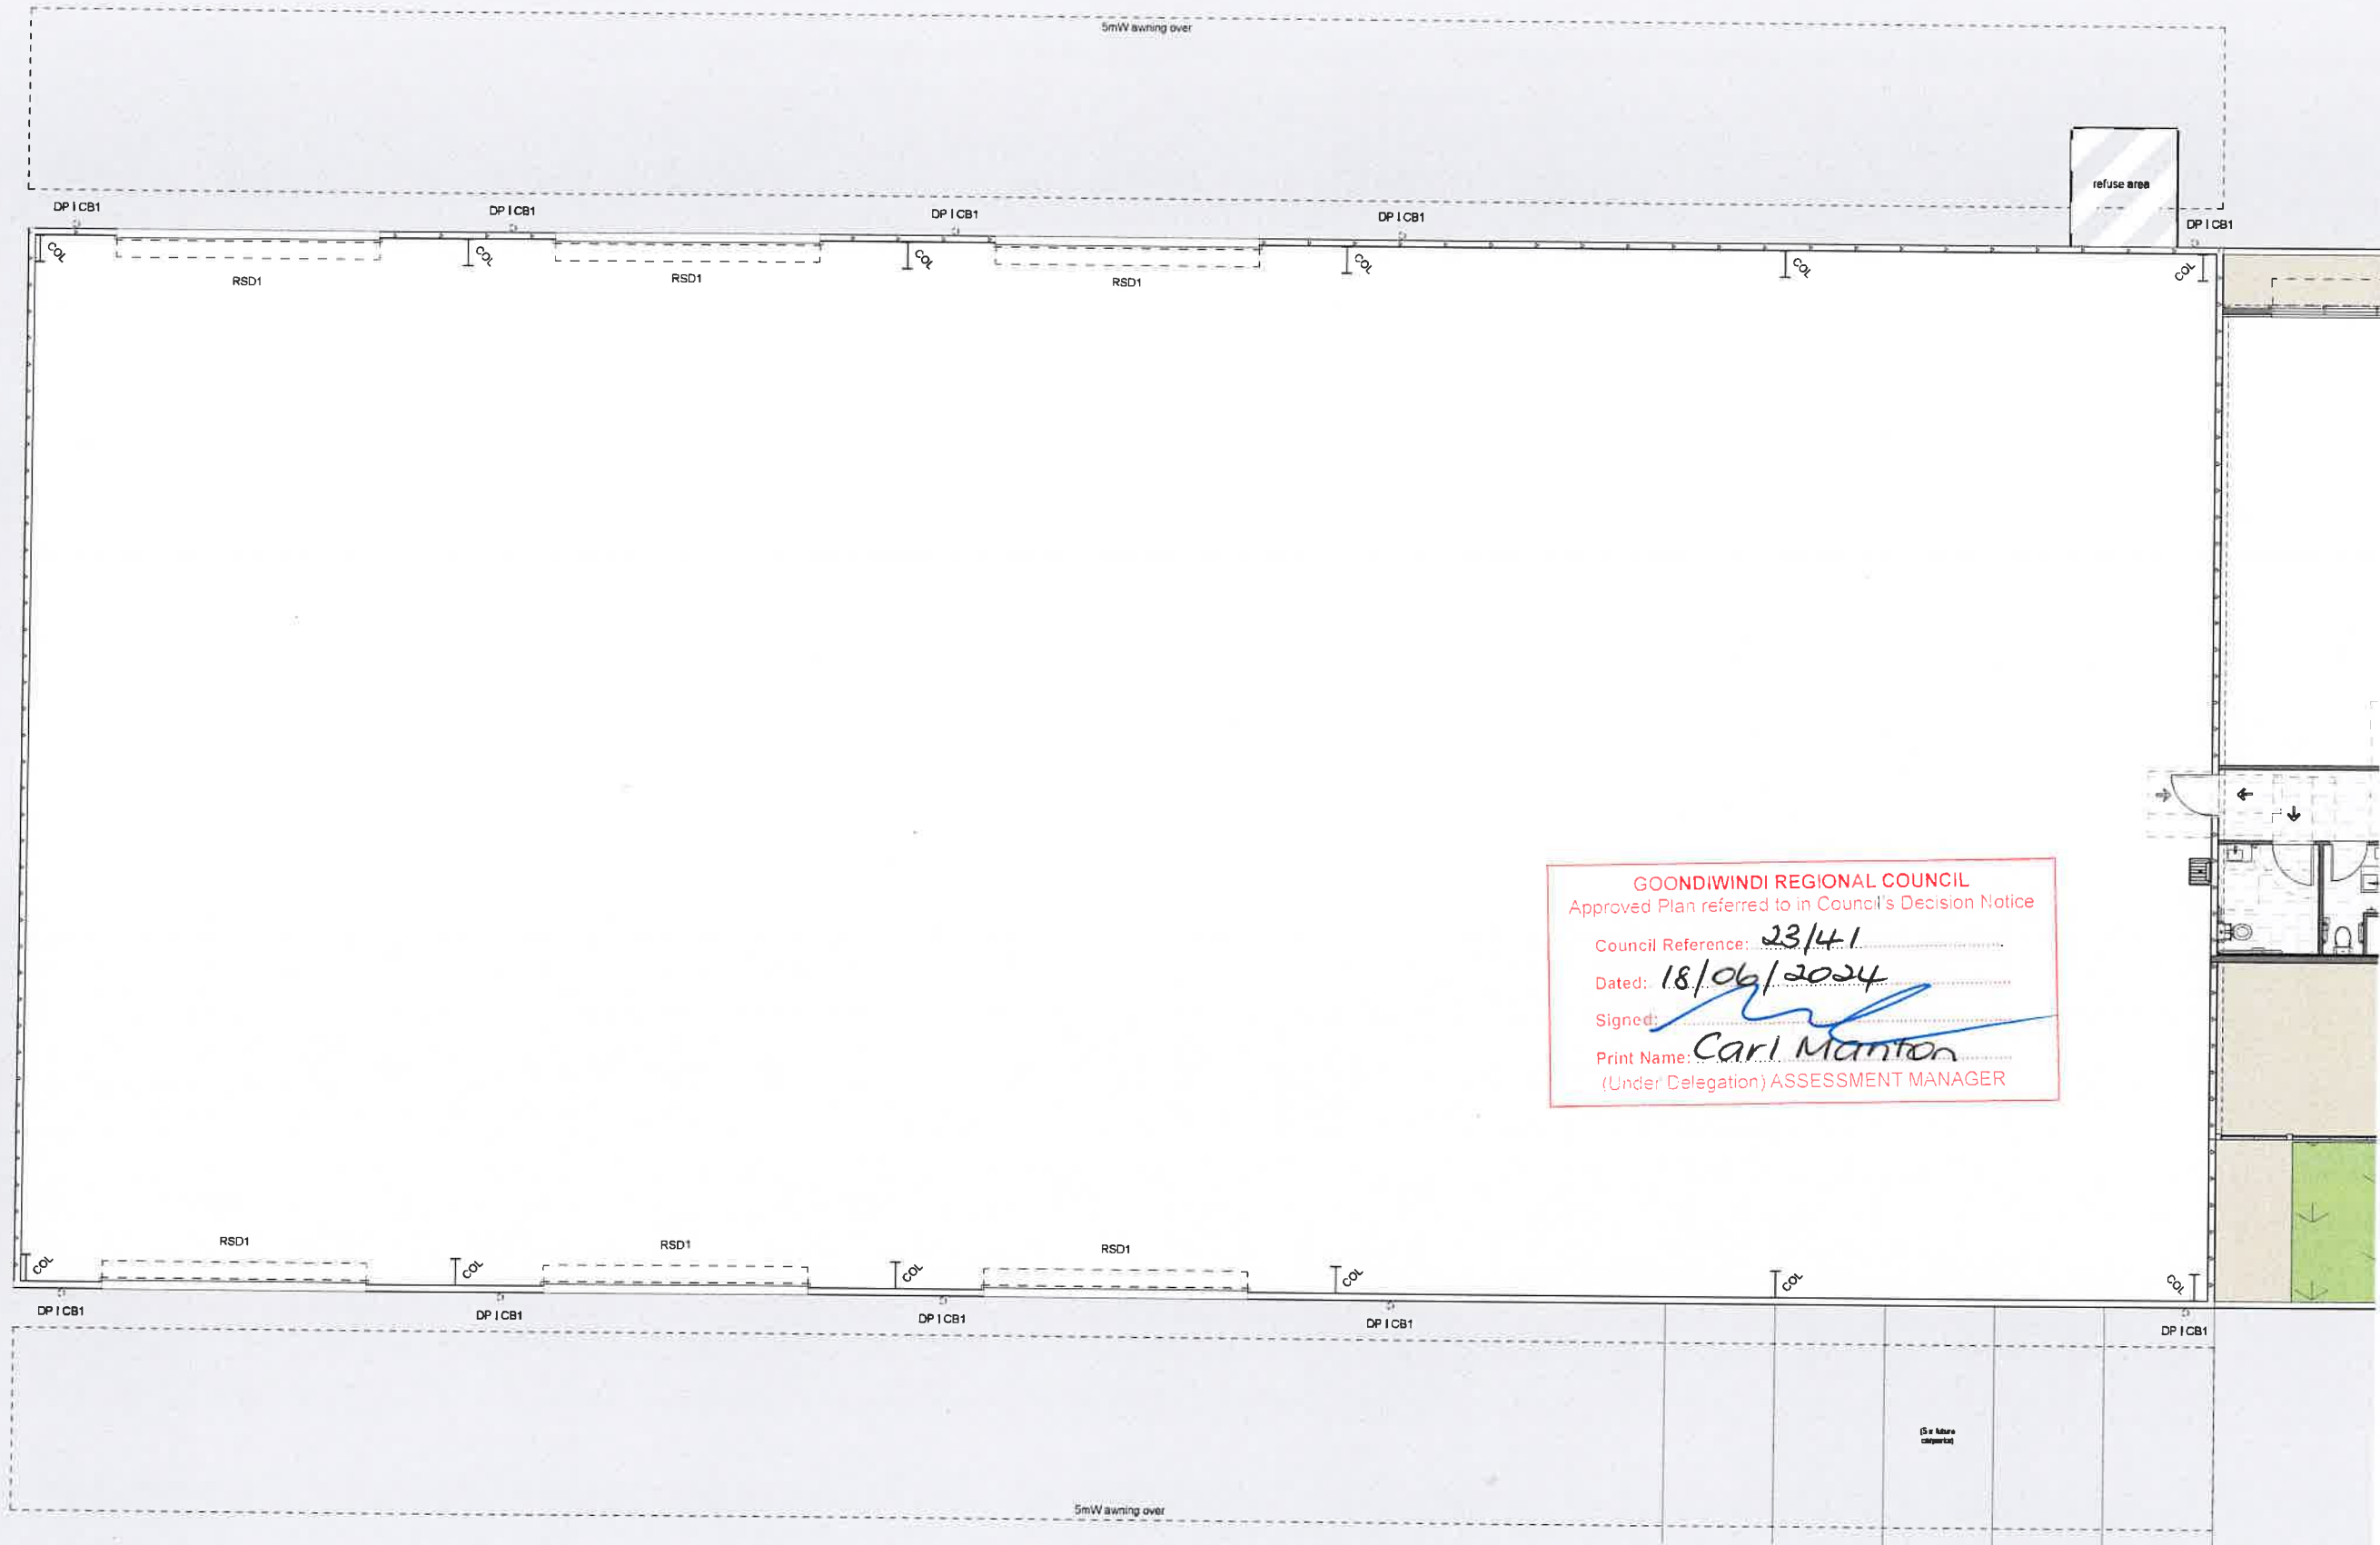 5mW awning over
refuse area
DP I CB1
DP I CB1
DP I CB1
DP I CB1
DP I CB1
COL
COL
COL
COL
COL
COL
RSD1
RSD1
RSD1
GOONDIWINDI REGIONAL COUNCIL
Approved Plan referred to in Council's Decision Notice
Council Reference: 23/41
Dated: 18/06/2024
Signed:
Print Name: Carl Manton
(Under Delegation) ASSESSMENT MANAGER
RSD1
RSD1
RSD1
COL
COL
COL
COL
COL
COL
DP I CB1
DP I CB1
DP I CB1
DP I CB1
DP I CB1
(5 x future
carparks)
5mW awning over